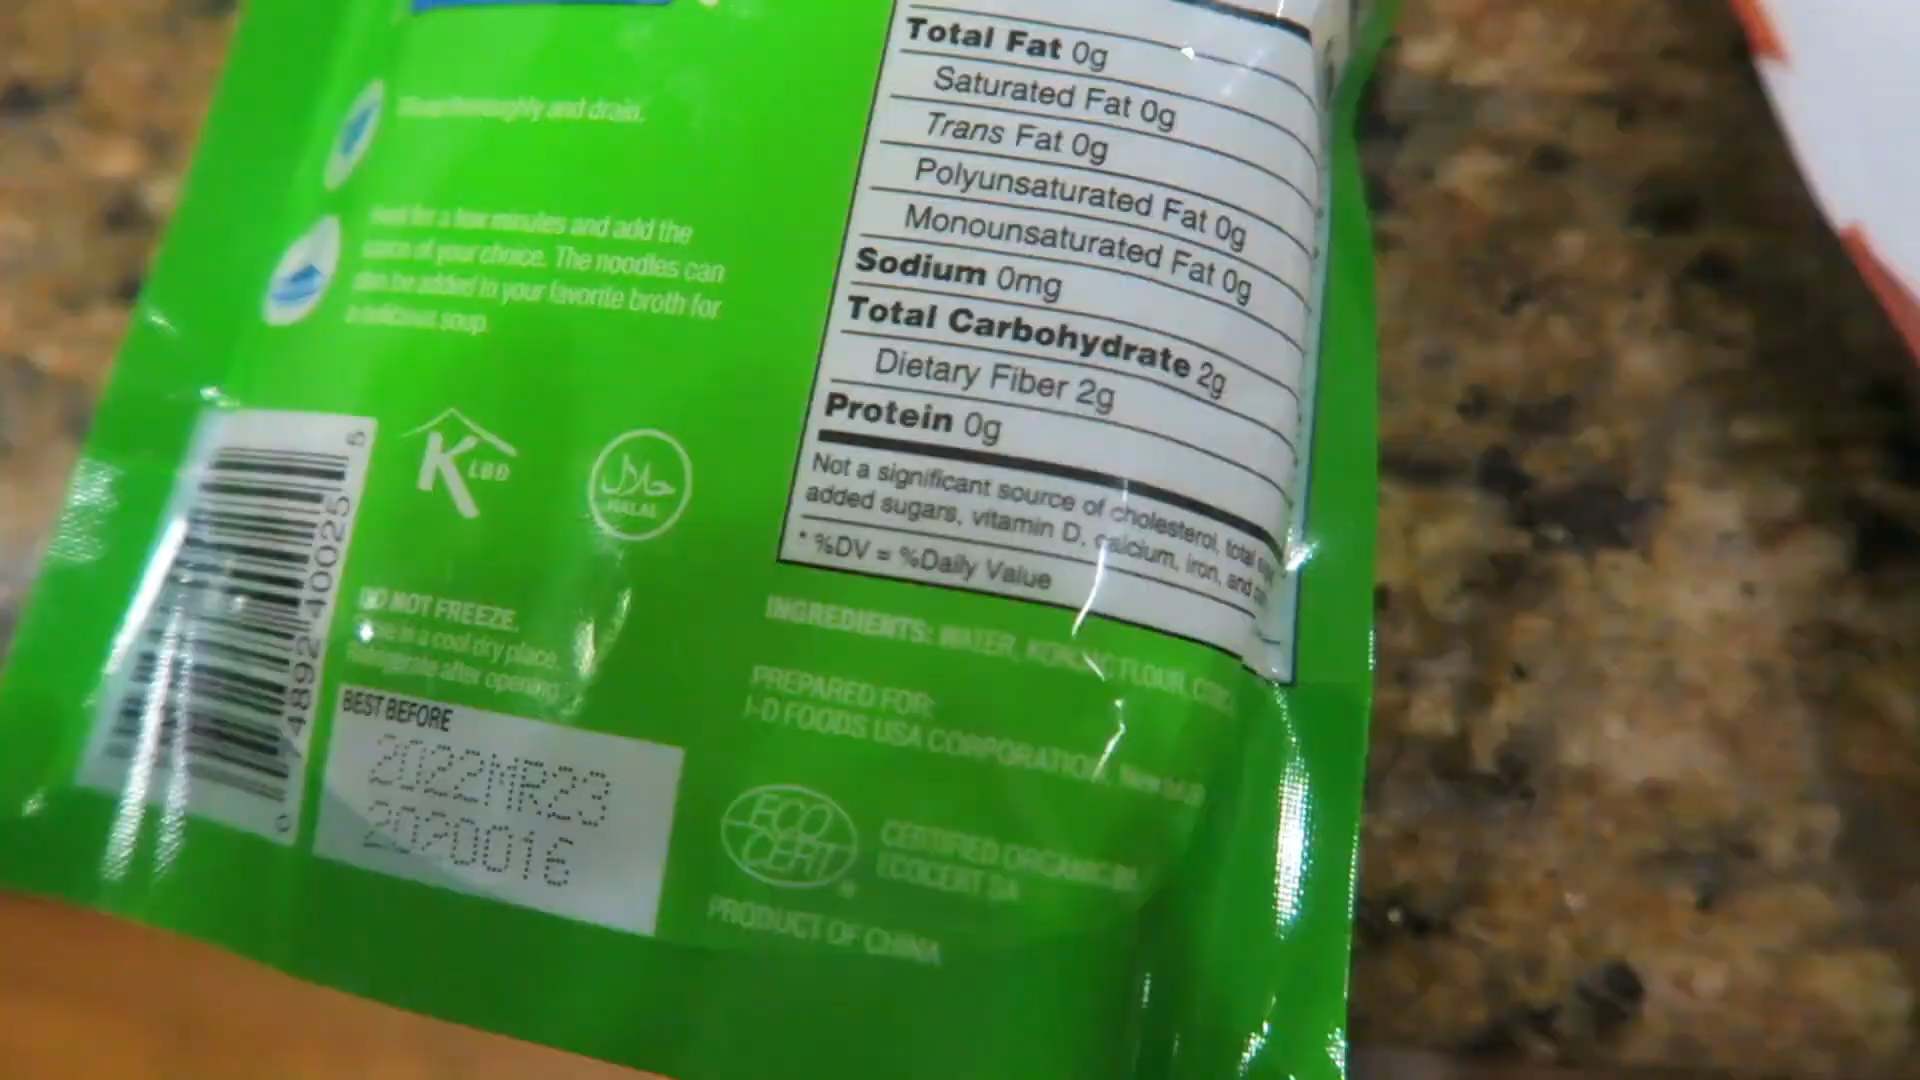 thoroughly and drain.
for a few minutes and add the
of your choice. The noodles can
be added to your favorite broth for
soup.
K LBD
حلال
HALAL
DO NOT FREEZE.
in a cool dry place.
Refrigerate after opening.
BEST BEFORE
2022MR23
2020016
Total Fat 0g
Saturated Fat 0g
Trans Fat 0g
Polyunsaturated Fat 0g
Monounsaturated Fat 0g
Sodium 0mg
Total Carbohydrate 2g
Dietary Fiber 2g
Protein 0g
Not a significant source of cholesterol, total
added sugars, vitamin D, calcium, iron, and
* %DV = %Daily Value
INGREDIENTS: WATER, KONJAC FLOUR,
PREPARED FOR:
I-D FOODS USA CORPORATION,
ECO
CERT
CERTIFIED ORGANIC BY
ECOCERT SA
PRODUCT OF CHINA